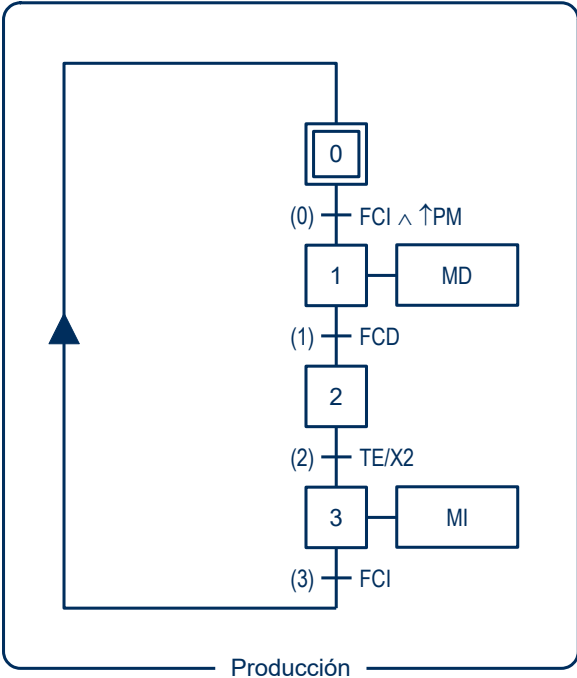 0
(0) FCI ∧ ↑PM
1 MD
(1) FCD
2
(2) TE/X2
3 MI
(3) FCI
Producción